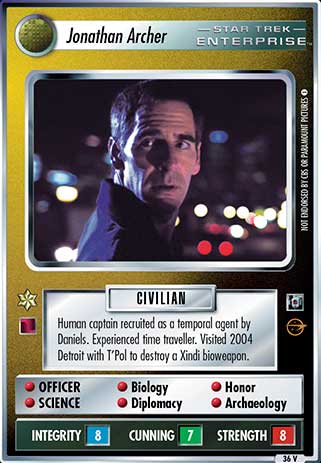 Jonathan Archer
STAR TREK
ENTERPRISE™
NOT ENDORSED BY CBS OR PARAMOUNT PICTURES
CIVILIAN
Human captain recruited as a temporal agent by
Daniels. Experienced time traveller. Visited 2004
Detroit with T'Pol to destroy a Xindi bioweapon.
OFFICER Biology Honor
SCIENCE Diplomacy Archaeology
INTEGRITY 8 CUNNING 7 STRENGTH 8
36 V